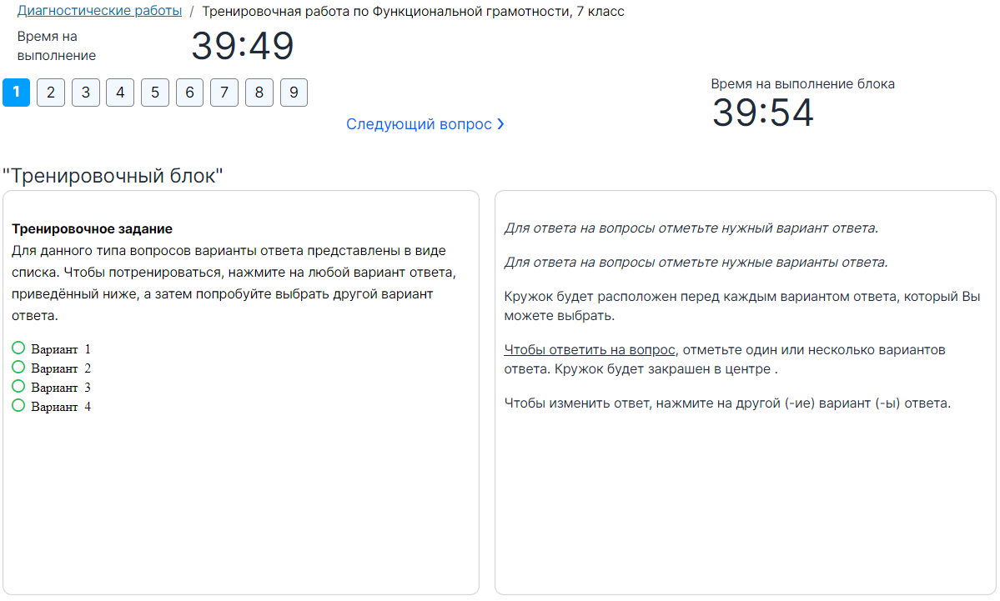 Диагностические работы / Тренировочная работа по Функциональной грамотности, 7 класс
Время на
выполнение
39:49
1 2 3 4 5 6 7 8 9
Время на выполнение блока
39:54
Следующий вопрос
"Тренировочный блок"
Тренировочное задание
Для данного типа вопросов варианты ответа представлены в виде
списка. Чтобы потренироваться, нажмите на любой вариант ответа,
приведённый ниже, а затем попробуйте выбрать другой вариант
ответа.
Вариант 1
Вариант 2
Вариант 3
Вариант 4
Для ответа на вопросы отметьте нужный вариант ответа.
Для ответа на вопросы отметьте нужные варианты ответа.
Кружок будет расположен перед каждым вариантом ответа, который Вы
можете выбрать.
Чтобы ответить на вопрос, отметьте один или несколько вариантов
ответа. Кружок будет закрашен в центре .
Чтобы изменить ответ, нажмите на другой (-ие) вариант (-ы) ответа.